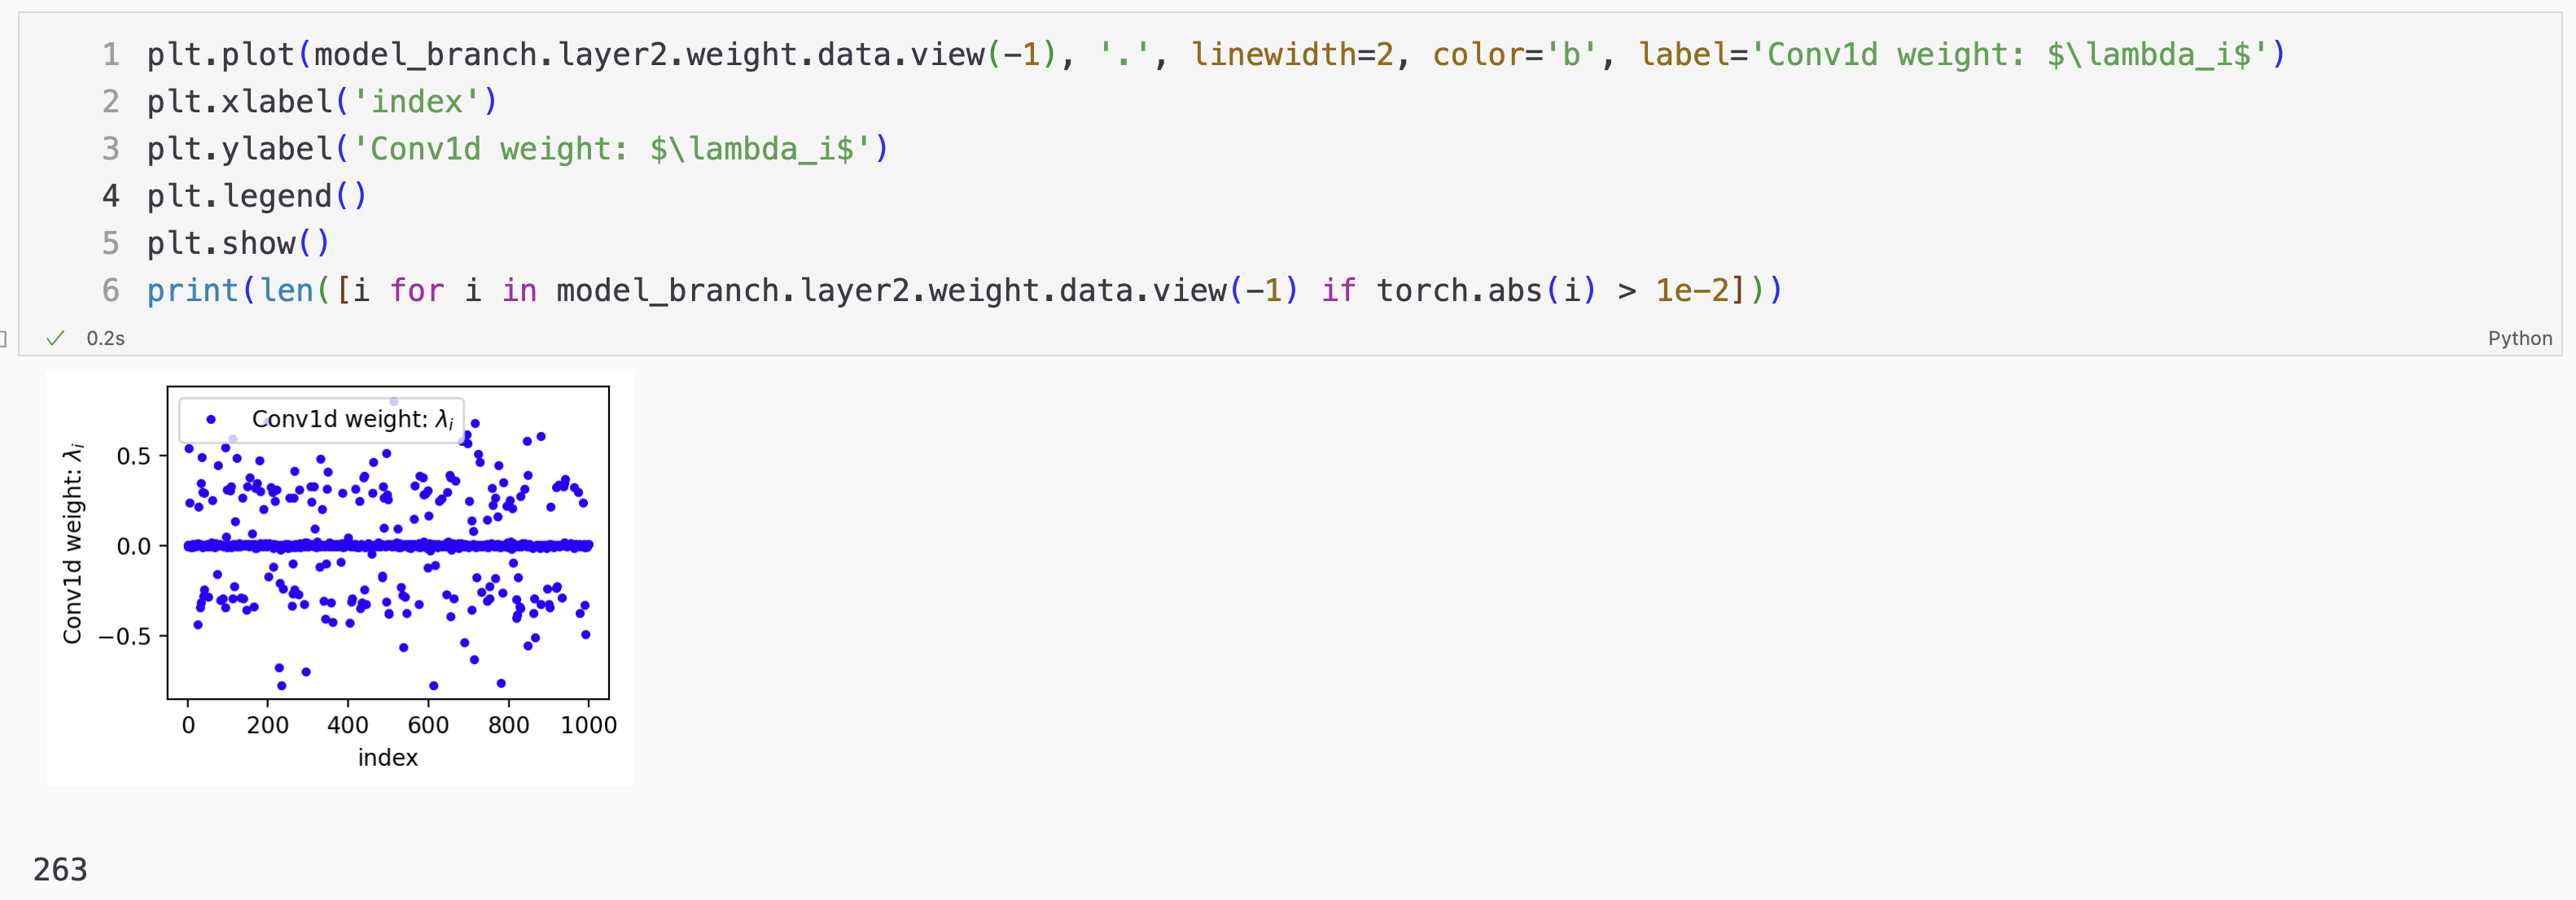 1 plt.plot(model_branch.layer2.weight.data.view(-1), '.', linewidth=2, color='b', label='Conv1d weight: $\lambda_i$')
2 plt.xlabel('index')
3 plt.ylabel('Conv1d weight: $\lambda_i$')
4 plt.legend()
5 plt.show()
6 print(len([i for i in model_branch.layer2.weight.data.view(-1) if torch.abs(i) > 1e-2]))
✓ 0.2s
Python
Conv1d weight: λi
Conv1d weight: λi
0.5
0.0
−0.5
0 200 400 600 800 1000
index
263